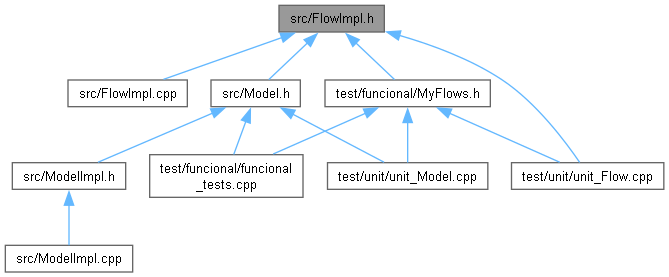 src/FlowImpl.h
src/FlowImpl.cpp
src/Model.h
test/funcional/MyFlows.h
src/ModelImpl.h
test/funcional/funcional
_tests.cpp
test/unit/unit_Model.cpp
test/unit/unit_Flow.cpp
src/ModelImpl.cpp